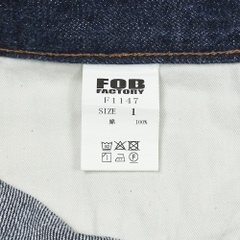 FOB
FACTORY
F1147
SIZE 1
綿 100%